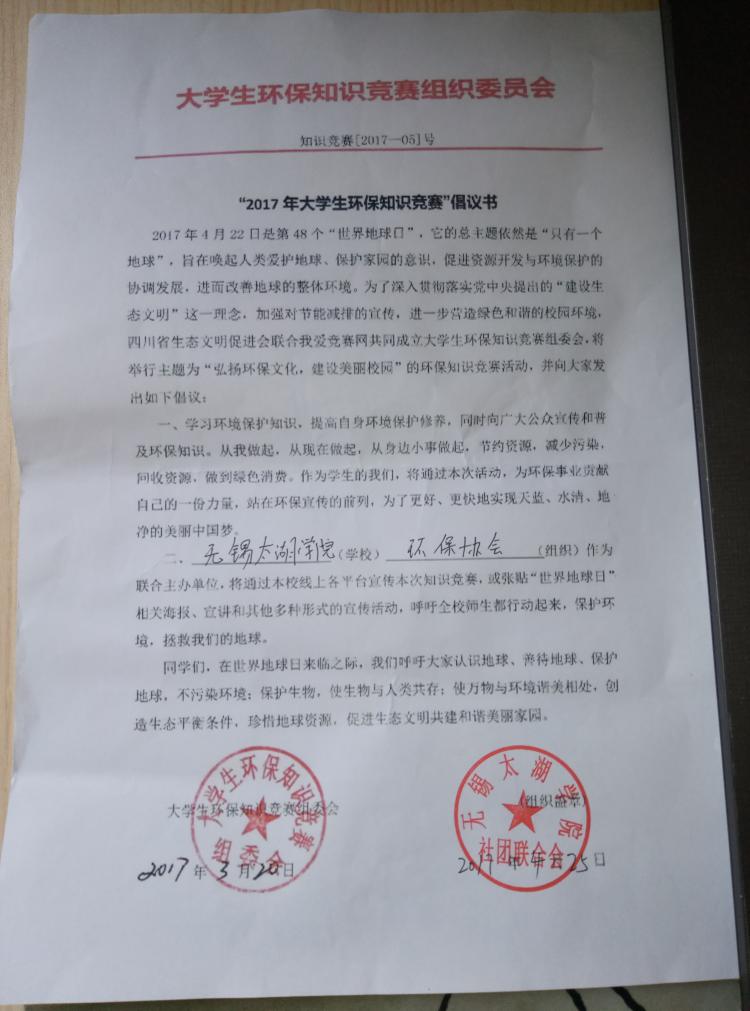 大学生环保知识竞赛组织委员会
知识竞赛[2017—05]号
“2017 年大学生环保知识竞赛”倡议书
2017 年 4 月 22 日是第 48 个“世界地球日”，它的总主题依然是“只有一个
地球”，旨在唤起人类爱护地球、保护家园的意识，促进资源开发与环境保护的
协调发展，进而改善地球的整体环境。为了深入贯彻落实党中央提出的“建设生
态文明”这一理念，加强对节能减排的宣传，进一步营造绿色和谐的校园环境，
四川省生态文明促进会联合我爱竞赛网共同成立大学生环保知识竞赛组委会，将
举行主题为“弘扬环保文化，建设美丽校园”的环保知识竞赛活动，并向大家发
出如下倡议：
一、学习环境保护知识，提高自身环境保护修养，同时向广大公众宣传和普
及环保知识。从我做起，从现在做起，从身边小事做起，节约资源，减少污染，
回收资源，做到绿色消费。作为学生的我们，将通过本次活动，为环保事业贡献
自己的一份力量，站在环保宣传的前列，为了更好、更快地实现天蓝、水清、地
净的美丽中国梦。
二、无锡太湖学院（学校）环保协会（组织）作为
联合主办单位，将通过本校线上各平台宣传本次知识竞赛，或张贴“世界地球日”
相关海报、宣讲和其他多种形式的宣传活动，呼吁全校师生都行动起来，保护环
境，拯救我们的地球。
同学们，在世界地球日来临之际，我们呼吁大家认识地球、善待地球、保护
地球，不污染环境；保护生物，使生物与人类共存；使万物与环境谐美相处，创
造生态平衡条件、珍惜地球资源，促进生态文明共建和谐美丽家园。
大学生环保知识竞赛组委会
（组织盖章）
大学生环保知识竞赛
组委会
无锡太湖学院
社团联合会
2017 年 3 月 20 日
2017 年 月 25 日